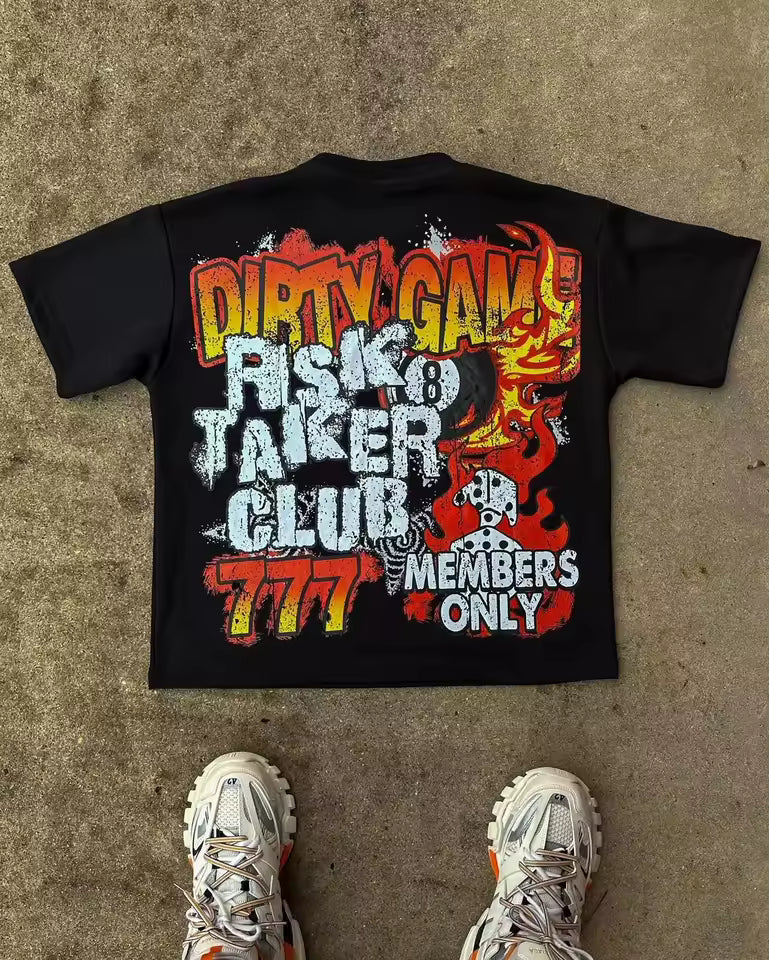 DIRTY GAME
RISK
8
TAKER
CLUB
777
MEMBERS
ONLY